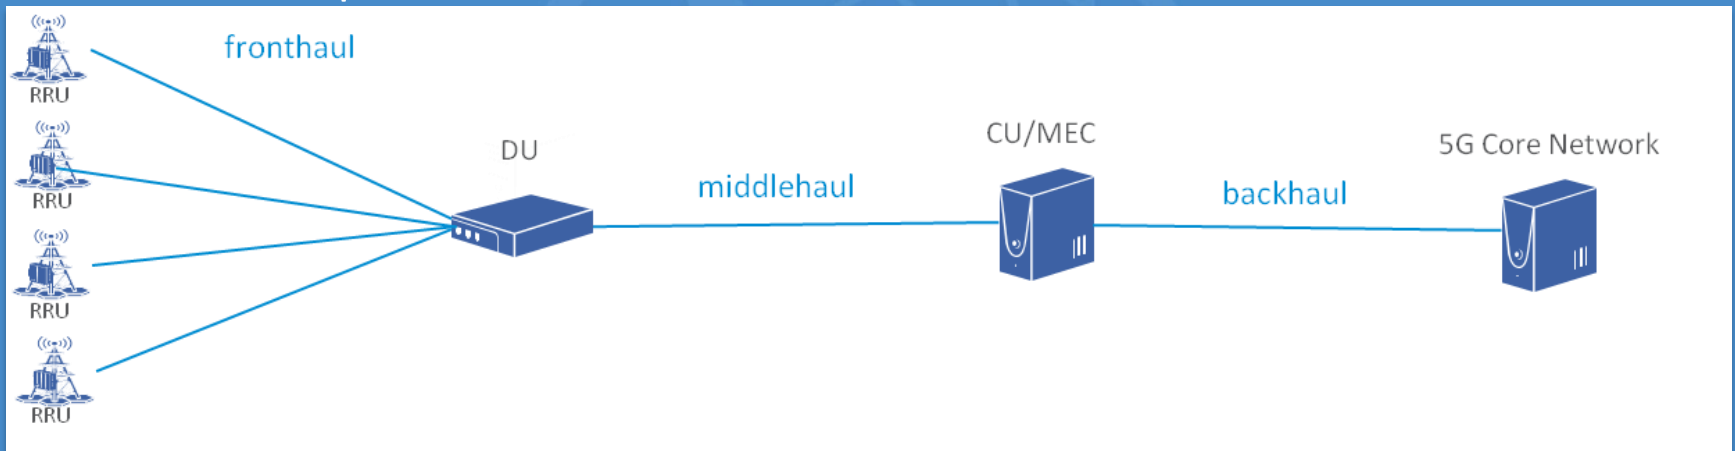 fronthaul
RRU
RRU
RRU
RRU
DU
middlehaul
CU/MEC
backhaul
5G Core Network